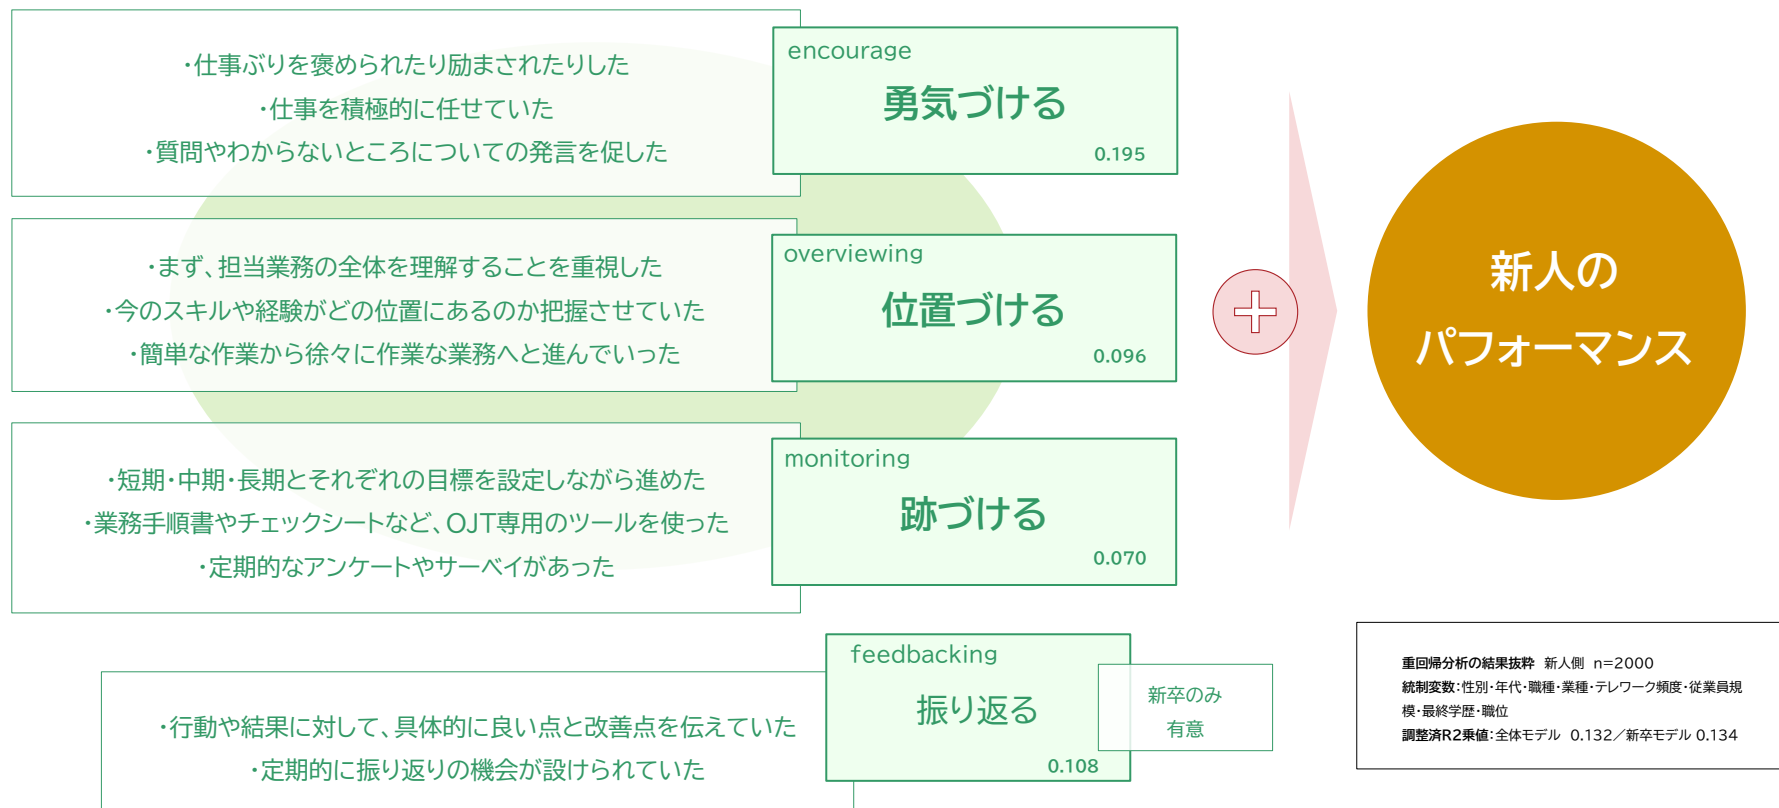 ・仕事ぶりを褒められたり励まされたりした
・仕事を積極的に任せていた
・質問やわからないところについての発言を促した
encourage
勇気づける
0.195
・まず、担当業務の全体を理解することを重視した
・今のスキルや経験がどの位置にあるのか把握させていた
・簡単な作業から徐々に作業な業務へと進んでいった
overviewing
位置づける
0.096
・短期・中期・長期とそれぞれの目標を設定しながら進めた
・業務手順書やチェックシートなど、OJT専用のツールを使った
・定期的なアンケートやサーベイがあった
monitoring
跡づける
0.070
・行動や結果に対して、具体的に良い点と改善点を伝えていた
・定期的に振り返りの機会が設けられていた
feedbacking
振り返る
0.108
新卒のみ
有意
+
新人の
パフォーマンス
重回帰分析の結果抜粋 新人側 n=2000
統制変数:性別・年代・職種・業種・テレワーク頻度・従業員規
模・最終学歴・職位
調整済R2乗値:全体モデル 0.132／新卒モデル 0.134